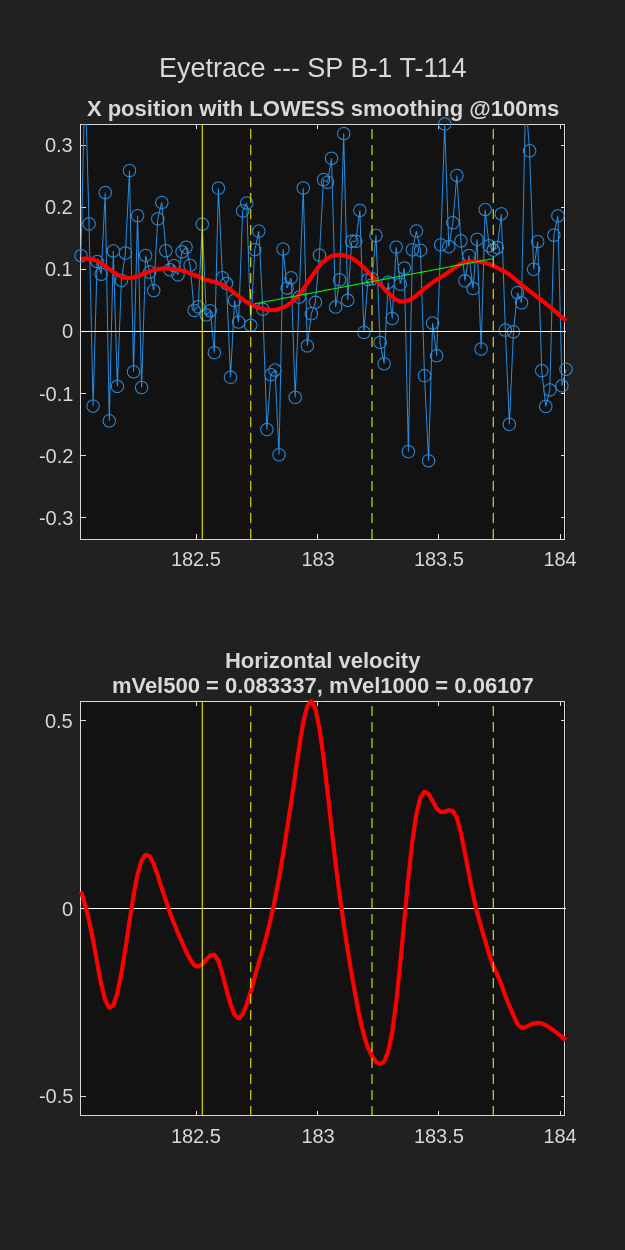 Eyetrace --- SP B-1 T-114
X position with LOWESS smoothing @100ms
0.3
0.2
0.1
0
-0.1
-0.2
-0.3
182.5 183 183.5 184
Horizontal velocity
mVel500 = 0.083337, mVel1000 = 0.06107
0.5
0
-0.5
182.5 183 183.5 184